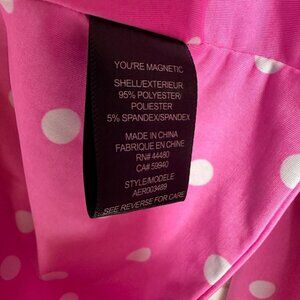 YOU'RE MAGNETIC
SHELL/EXTERIEUR
95% POLYESTER/
POLIESTER
5% SPANDEX/SPANDEX
MADE IN CHINA
FABRIQUE EN CHINE
RN# 44480
CA# 59940
STYLE/MODELE
AER003489
SEE REVERSE FOR CARE